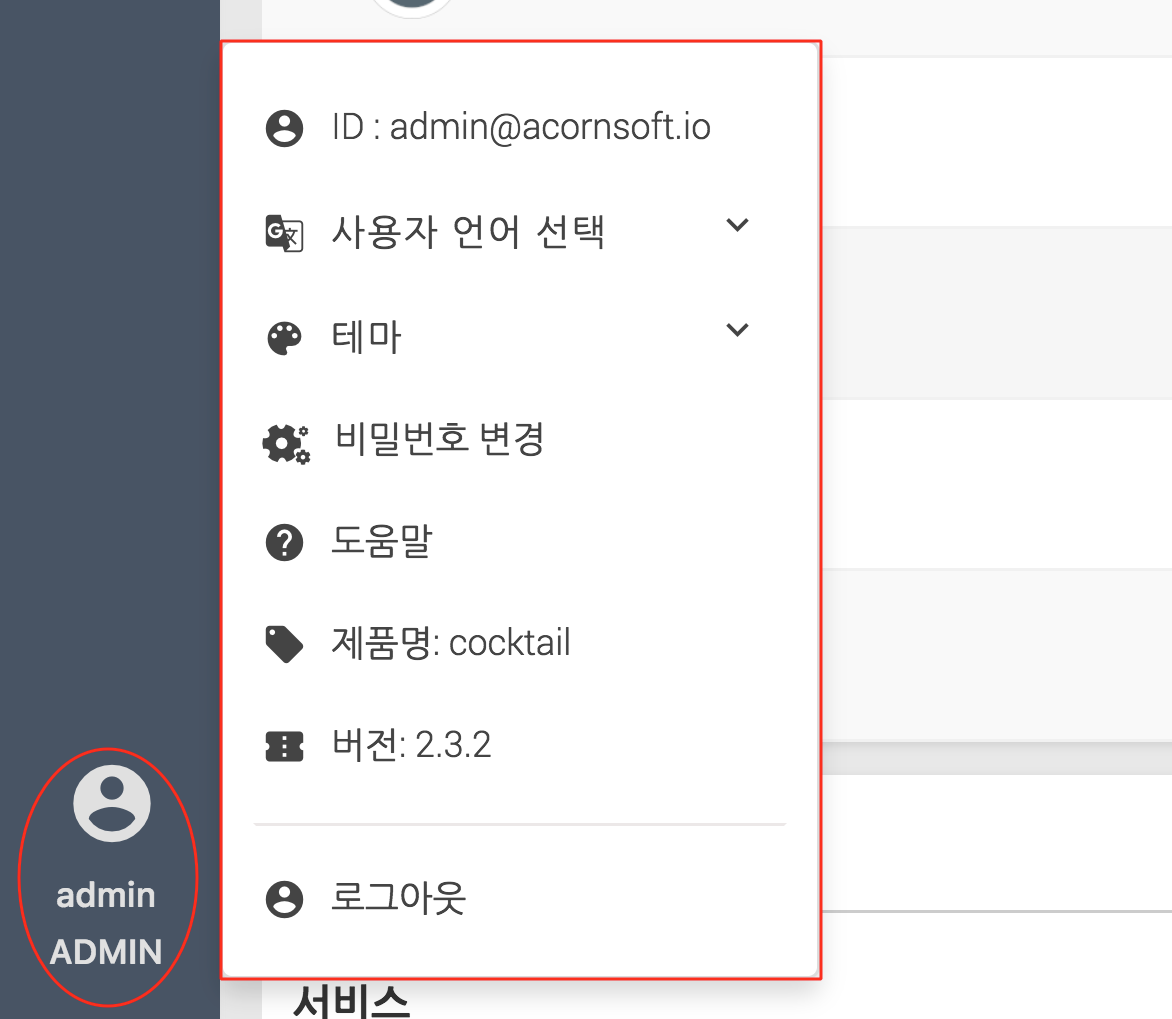 ID : admin@acornsoft.io
사용자 언어 선택
테마
비밀번호 변경
도움말
제품명: cocktail
버전: 2.3.2
로그아웃
admin
ADMIN
서비스